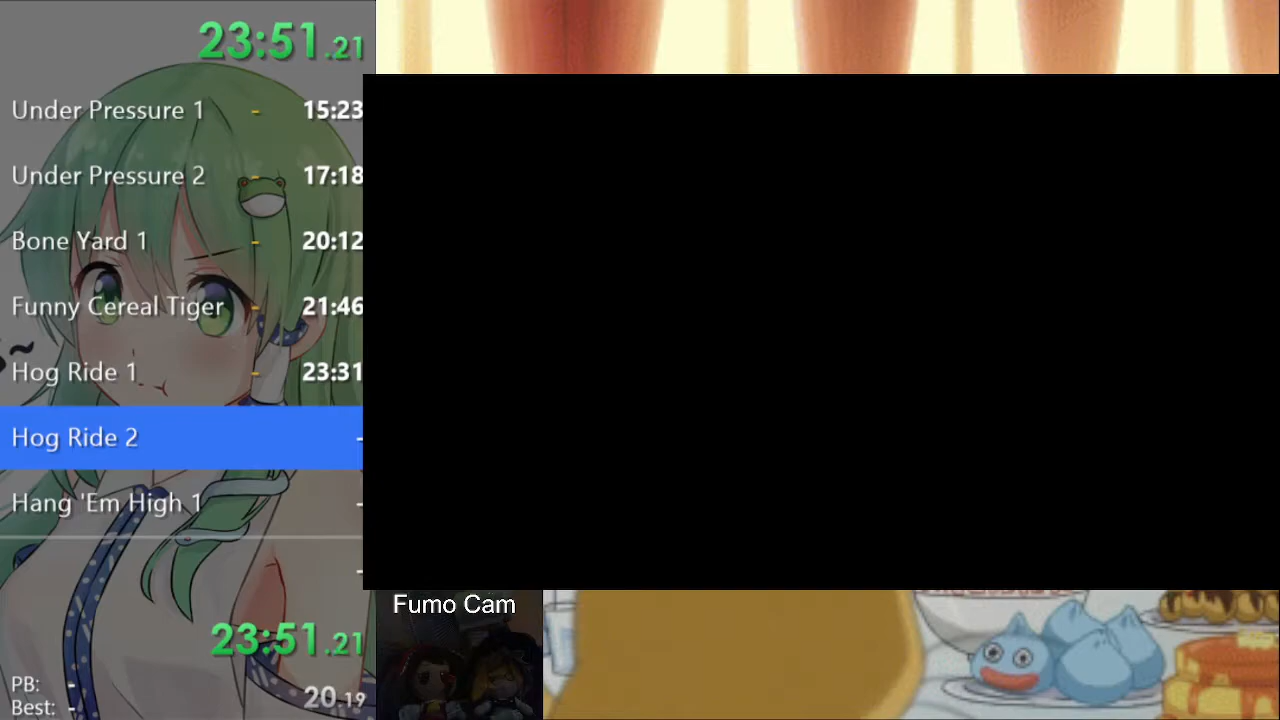 23:51.21
Under Pressure 1 - 15:23
Under Pressure 2 - 17:18
Bone Yard 1 - 20:12
Funny Cereal Tiger - 21:46
Hog Ride 1 - 23:31
Hog Ride 2 -
Hang 'Em High 1 -
-
23:51.21
PB: -
Best: -
20.19
Fumo Cam